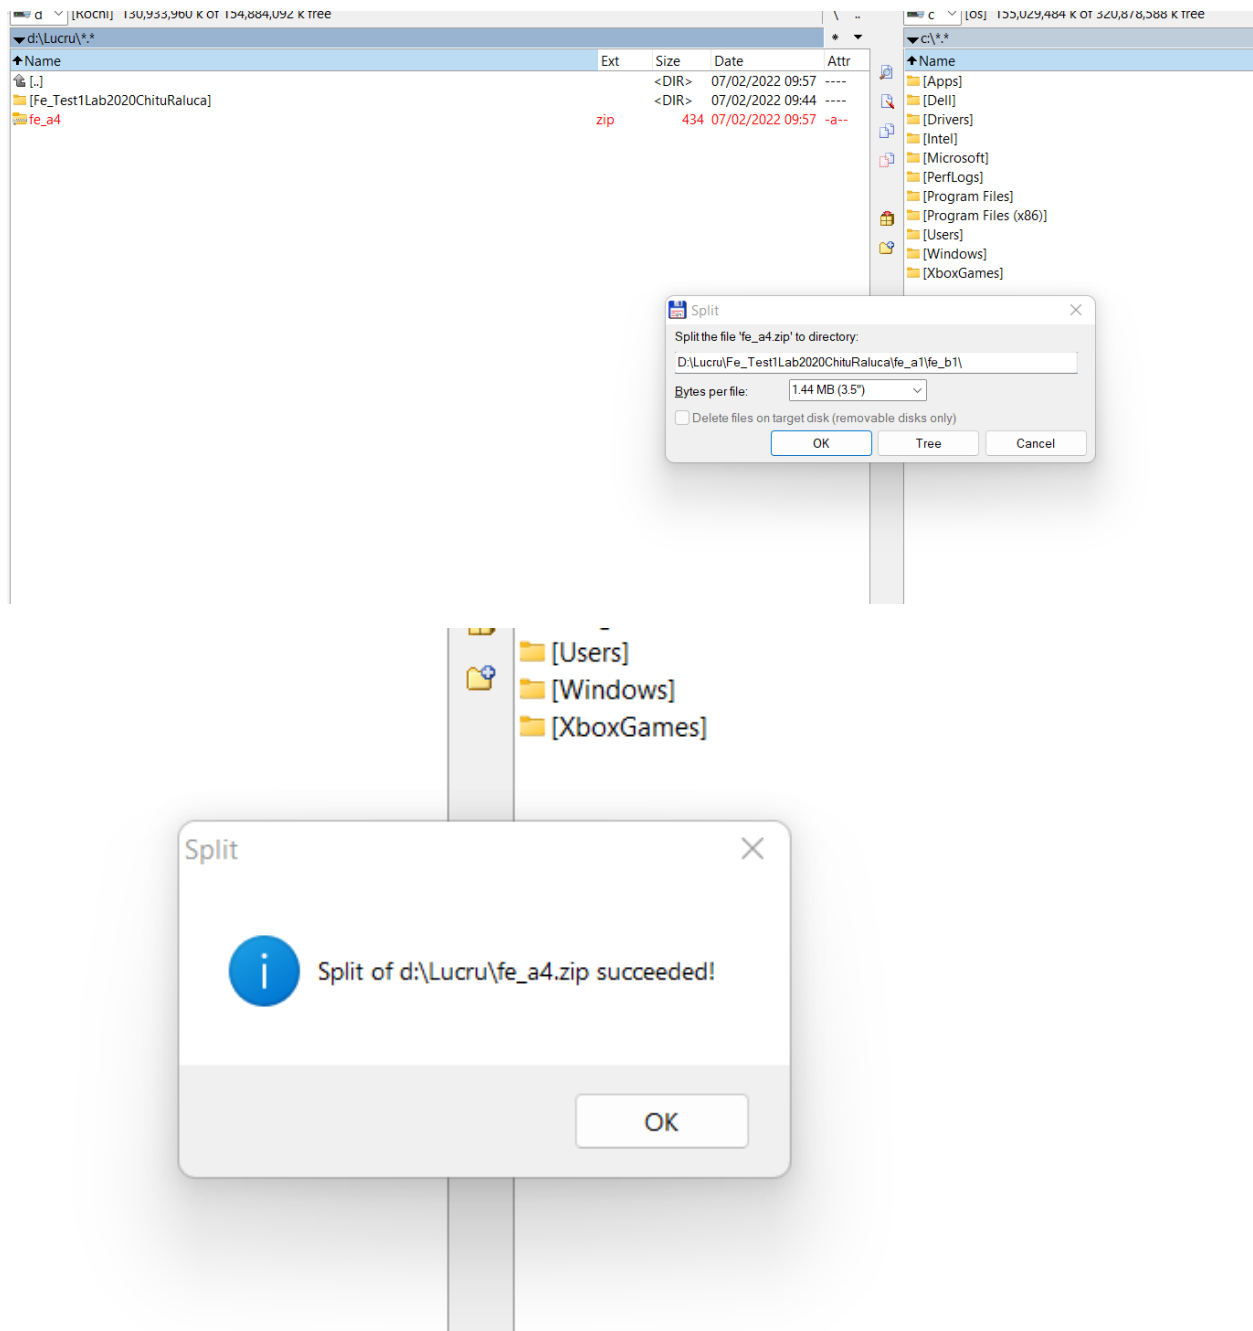 d [Rochi] 130,933,960 k of 154,884,092 k free \ ..
d:\Lucru\*.* *
Name Ext Size Date Attr
[..] <DIR> 07/02/2022 09:57 ----
[Fe_Test1Lab2020ChituRaluca] <DIR> 07/02/2022 09:44 ----
fe_a4 zip 434 07/02/2022 09:57 -a--
c [os] 155,029,484 k of 320,878,588 k free
c:\*.*
Name
[Apps]
[Dell]
[Drivers]
[Intel]
[Microsoft]
[PerfLogs]
[Program Files]
[Program Files (x86)]
[Users]
[Windows]
[XboxGames]
Split
Split the file 'fe_a4.zip' to directory:
D:\Lucru\Fe_Test1Lab2020ChituRaluca\fe_a1\fe_b1\
Bytes per file: 1.44 MB (3.5")
Delete files on target disk (removable disks only)
OK Tree Cancel
[Users]
[Windows]
[XboxGames]
Split
Split of d:\Lucru\fe_a4.zip succeeded!
OK